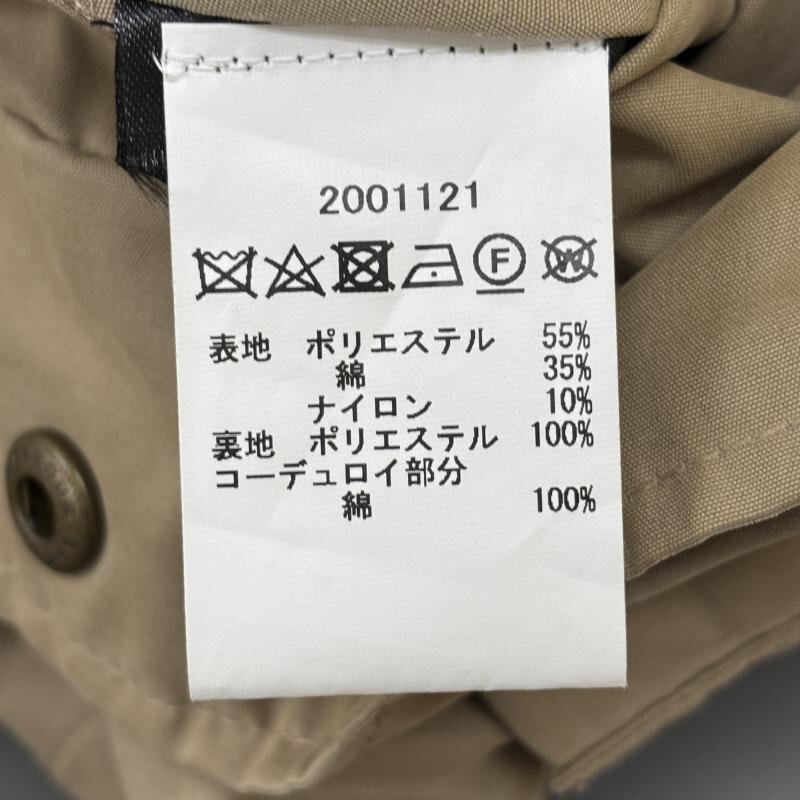 2001121
F W
表地 ポリエステル 55%
綿 35%
ナイロン 10%
裏地 ポリエステル 100%
コーデュロイ部分
綿 100%